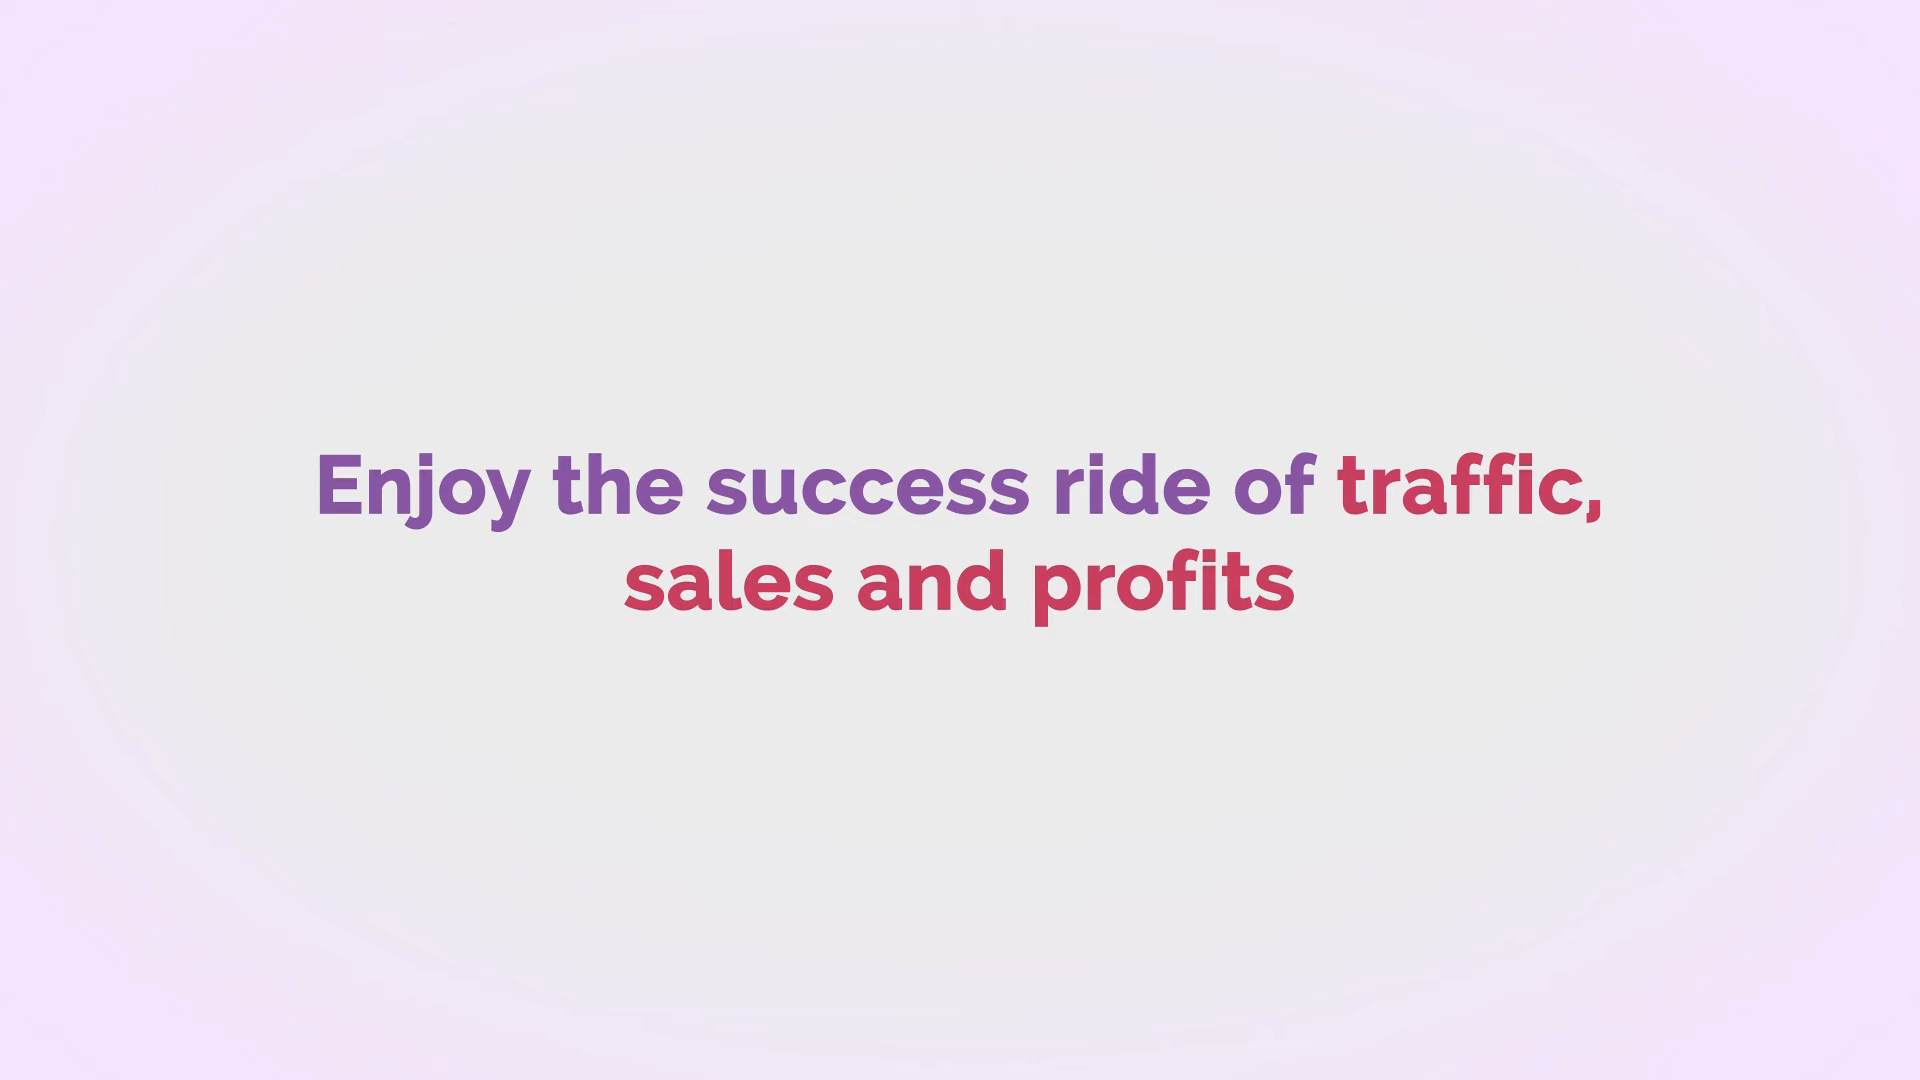 Enjoy the success ride of traffic,
sales and profits